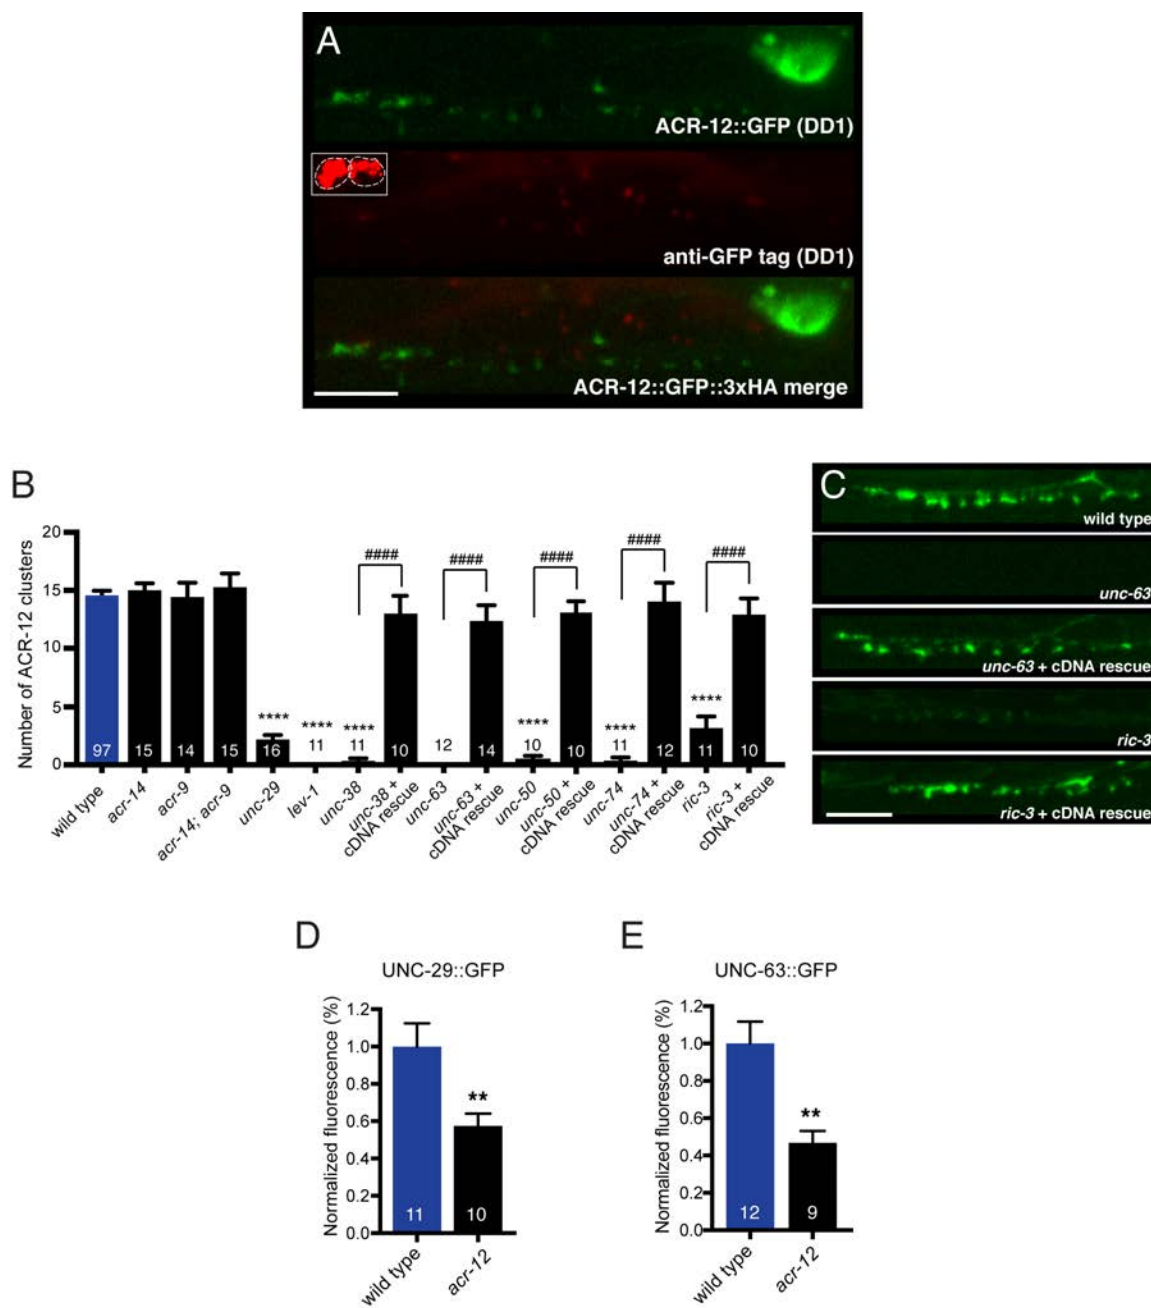 A
ACR-12::GFP (DD1)
anti-GFP tag (DD1)
ACR-12::GFP::3xHA merge
B
Number of ACR-12 clusters
20
15
10
5
0
####
####
####
####
####
****
****
****
****
****
****
97
15
14
15
16
11
11
10
12
14
10
10
11
12
11
10
wild type
acr-14
acr-9
acr-14; acr-9
unc-29
lev-1
unc-38
unc-38 +
cDNA rescue
unc-63
unc-63 +
cDNA rescue
unc-50
unc-50 +
cDNA rescue
unc-74
unc-74 +
cDNA rescue
ric-3
ric-3 +
cDNA rescue
C
wild type
unc-63
unc-63 + cDNA rescue
ric-3
ric-3 + cDNA rescue
D
UNC-29::GFP
Normalized fluorescence (%)
1.2
1.0
0.8
0.6
0.4
0.2
0.0
**
11
10
wild type
acr-12
E
UNC-63::GFP
Normalized fluorescence (%)
1.2
1.0
0.8
0.6
0.4
0.2
0.0
**
12
9
wild type
acr-12